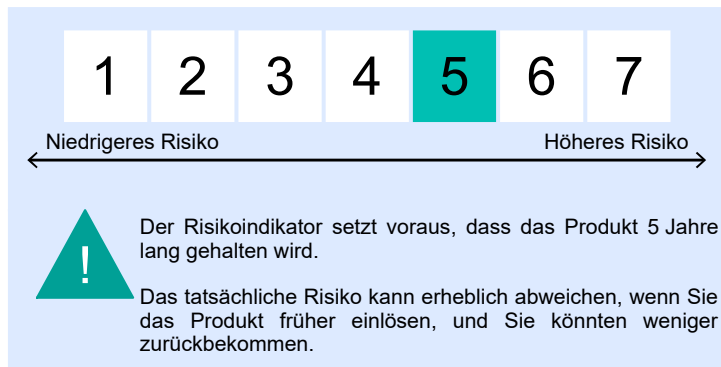 1 2 3 4 5 6 7
Niedrigeres Risiko Höheres Risiko
! Der Risikoindikator setzt voraus, dass das Produkt 5 Jahre
lang gehalten wird.
Das tatsächliche Risiko kann erheblich abweichen, wenn Sie
das Produkt früher einlösen, und Sie könnten weniger
zurückbekommen.